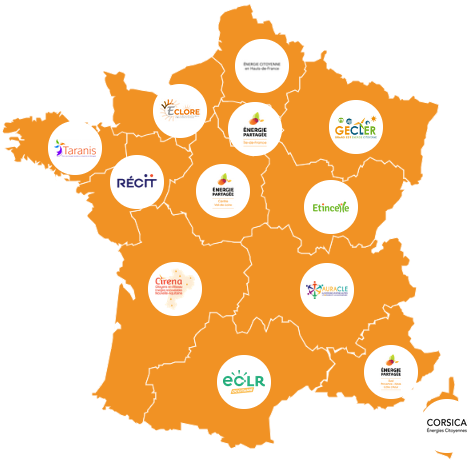 ÉNERGIE CITOYENNE
en Hauts-de-France
ECLORE
ÉNERGIE
PARTAGÉE
Île-de-France
GECLER
Taranis
RÉCIT
ÉNERGIE
PARTAGÉE
Centre
Val de Loire
Etincelle
Cirena
AURACLE
ÉNERGIE
PARTAGÉE
ECLR
CORSICA
Énergies Citoyennes